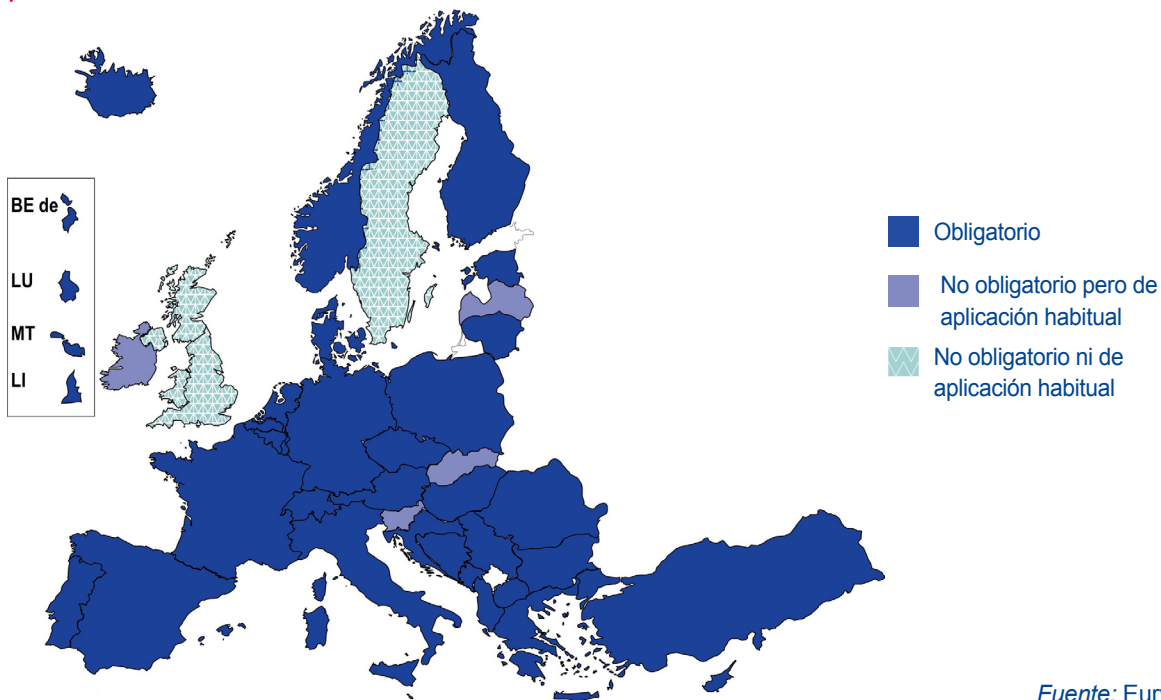 BE de
LU
MT
LI
Obligatorio
No obligatorio pero de
aplicación habitual
No obligatorio ni de
aplicación habitual
Fuente: Eur